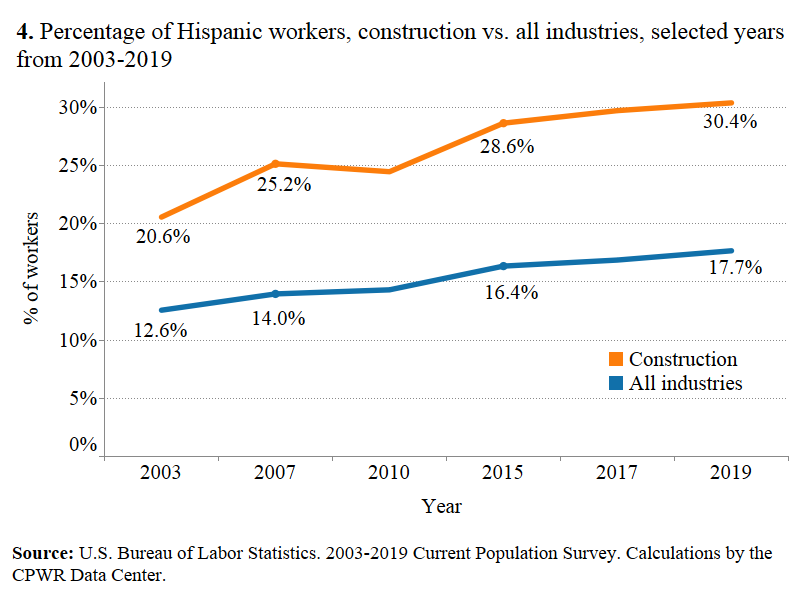 4. Percentage of Hispanic workers, construction vs. all industries, selected years
from 2003-2019
30%
25%
20%
15%
10%
5%
0%
% of workers
30.4%
28.6%
25.2%
20.6%
17.7%
16.4%
14.0%
12.6%
Construction
All industries
2003 2007 2010 2015 2017 2019
Year
Source: U.S. Bureau of Labor Statistics. 2003-2019 Current Population Survey. Calculations by the
CPWR Data Center.